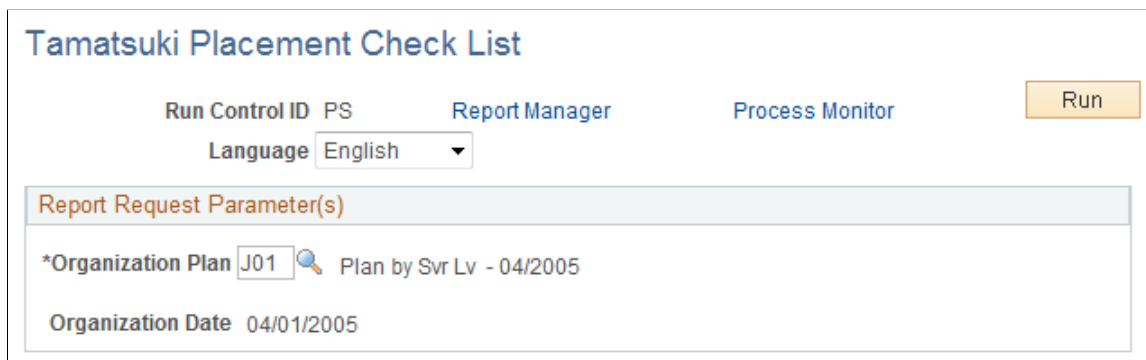 Tamatsuki Placement Check List
Run Control ID PS Report Manager Process Monitor Run
Language English
Report Request Parameter(s)
*Organization Plan J01 Plan by Svr Lv - 04/2005
Organization Date 04/01/2005